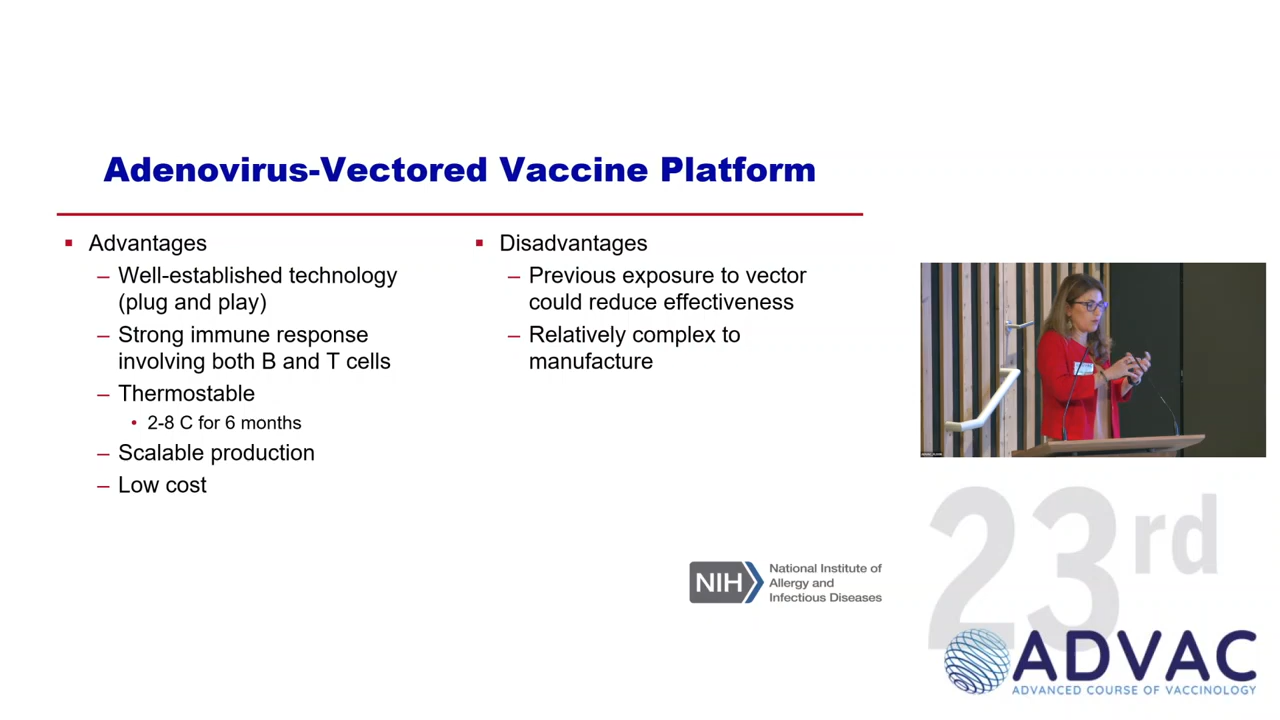 Adenovirus-Vectored Vaccine Platform
▪ Advantages
– Well-established technology
(plug and play)
– Strong immune response
involving both B and T cells
– Thermostable
• 2-8 C for 6 months
– Scalable production
– Low cost
▪ Disadvantages
– Previous exposure to vector
could reduce effectiveness
– Relatively complex to
manufacture
NIH
National Institute of
Allergy and
Infectious Diseases
23rd
ADVAC
ADVANCED COURSE OF VACCINOLOGY